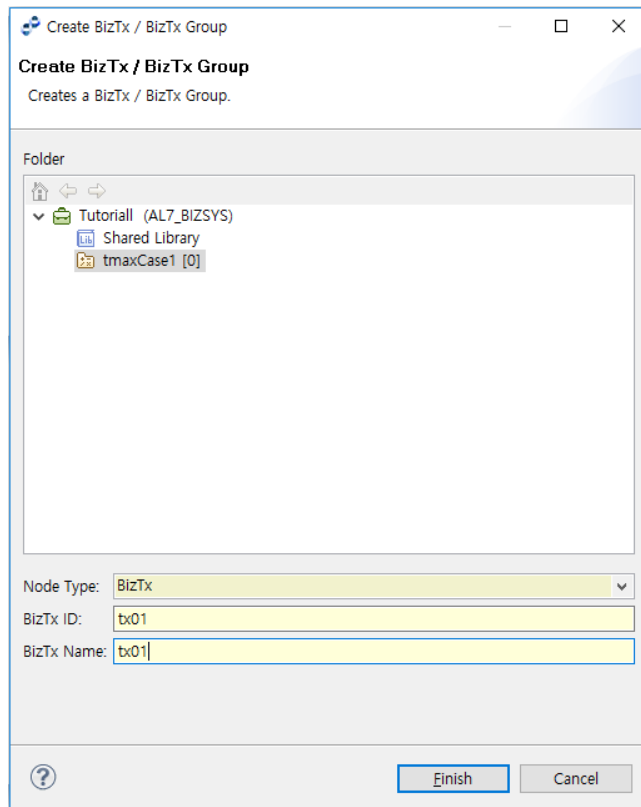 Create BizTx / BizTx Group
Create BizTx / BizTx Group
Creates a BizTx / BizTx Group.
Folder
Tutoriall (AL7_BIZSYS)
Lib Shared Library
tmaxCase1 [0]
Node Type: BizTx
BizTx ID: tx01
BizTx Name: tx01
? Finish Cancel